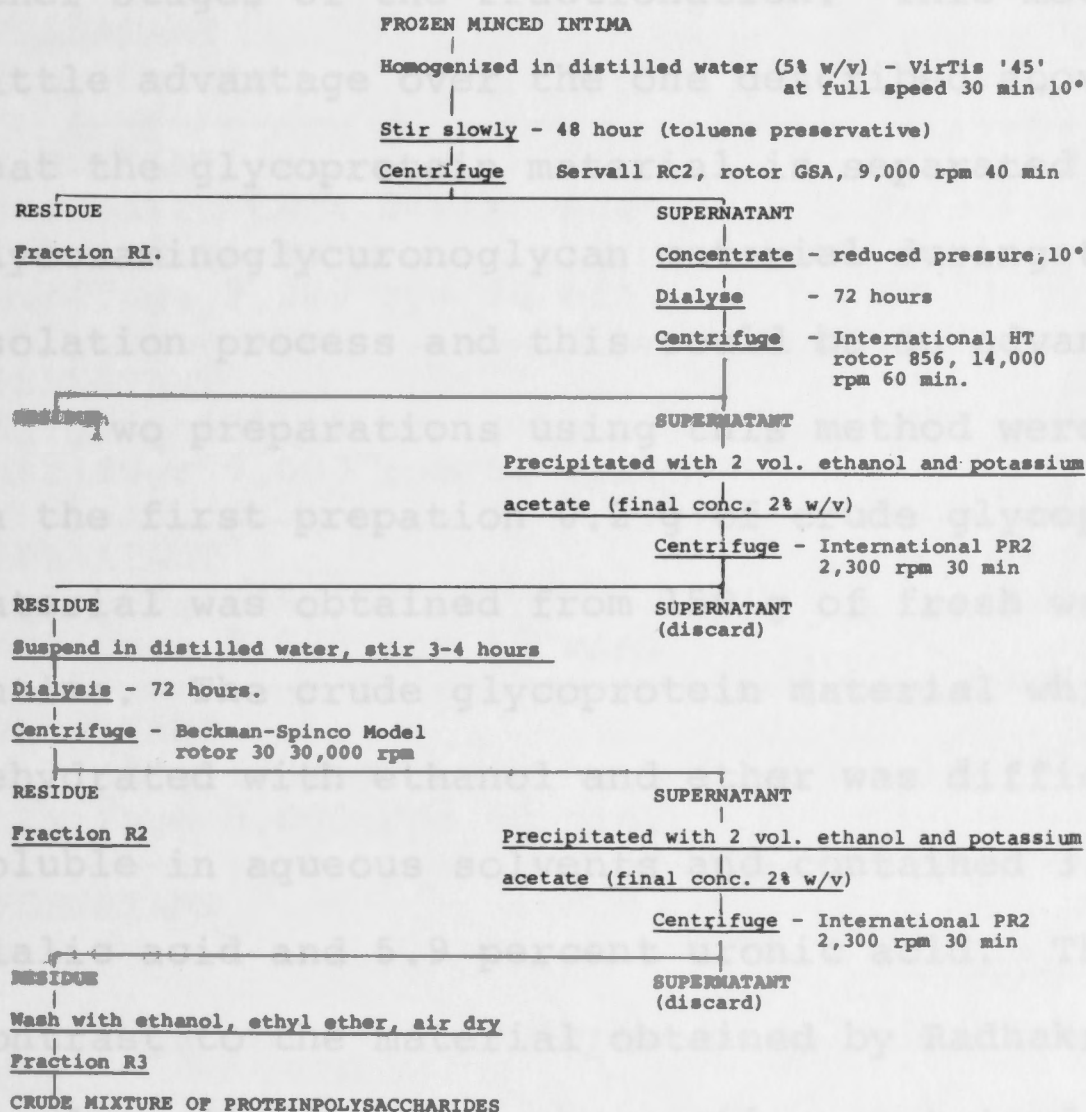 FROZEN MINCED INTIMA
Homogenized in distilled water (5% w/v) - VirTis '45'
at full speed 30 min 10°
Stir slowly - 48 hour (toluene preservative)
Centrifuge Servall RC2, rotor GSA, 9,000 rpm 40 min
RESIDUE
Fraction RI.
SUPERNATANT
Concentrate - reduced pressure, 10°
Dialyse - 72 hours
Centrifuge - International HT
rotor 856, 14,000
rpm 60 min.
RESIDUE
SUPERNATANT
Precipitated with 2 vol. ethanol and potassium
acetate (final conc. 2% w/v)
Centrifuge - International PR2
2,300 rpm 30 min
RESIDUE
SUPERNATANT
(discard)
Suspend in distilled water, stir 3-4 hours
Dialysis - 72 hours.
Centrifuge - Beckman-Spinco Model
rotor 30 30,000 rpm
RESIDUE
Fraction R2
SUPERNATANT
Precipitated with 2 vol. ethanol and potassium
acetate (final conc. 2% w/v)
Centrifuge - International PR2
2,300 rpm 30 min
RESIDUE
SUPERNATANT
(discard)
Wash with ethanol, ethyl ether, air dry
Fraction R3
CRUDE MIXTURE OF PROTEINPOLYSACCHARIDES